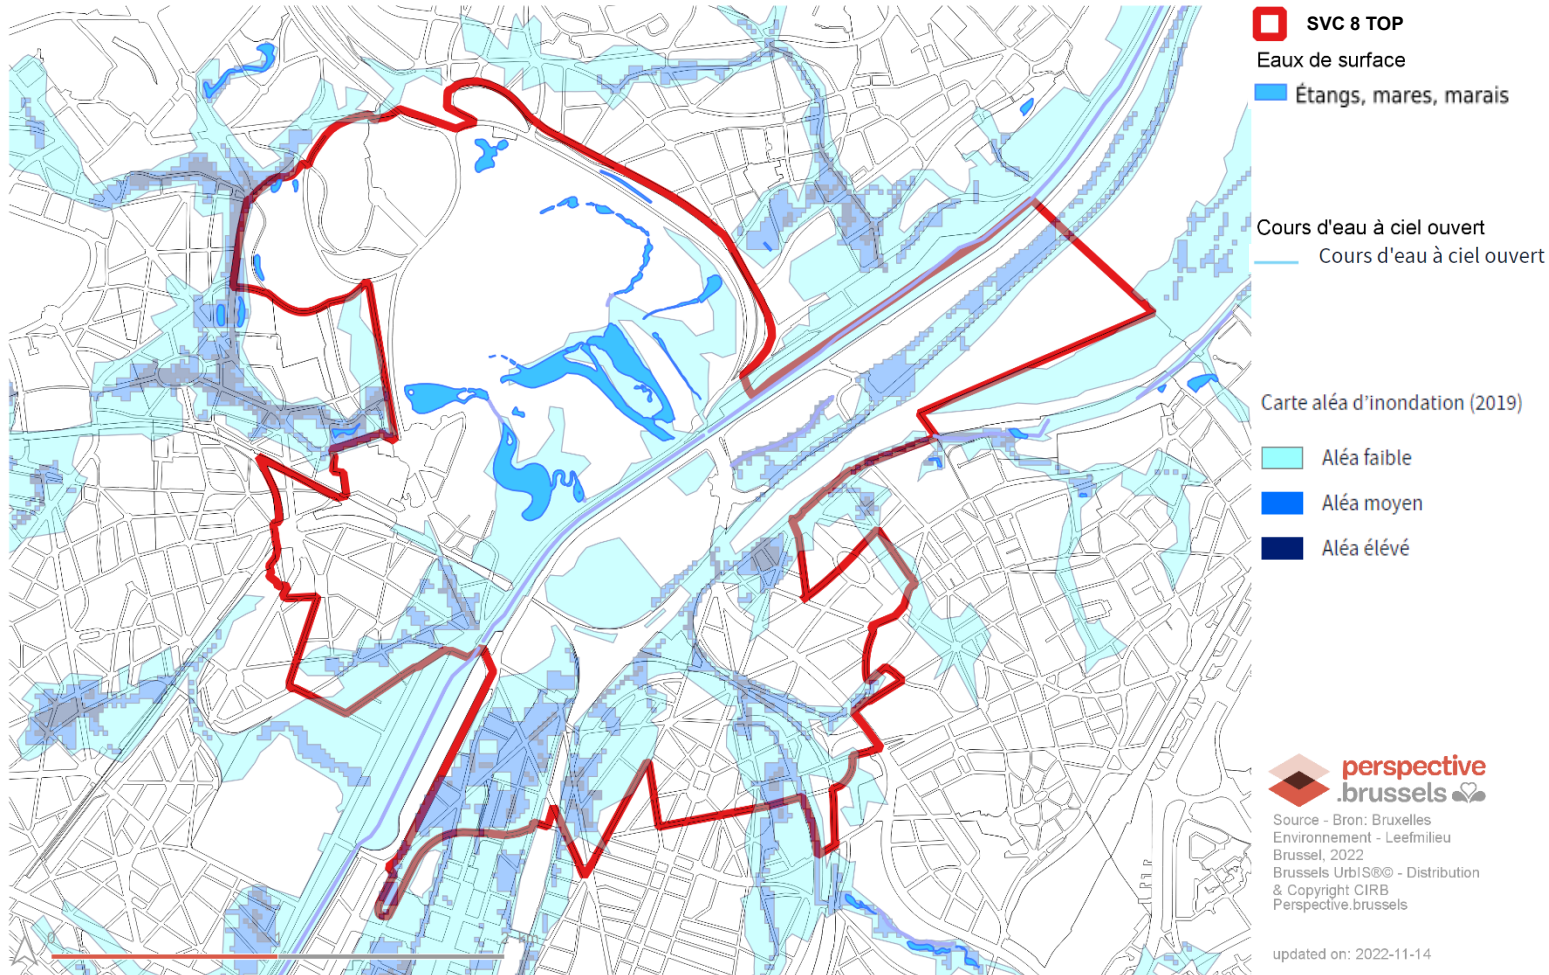 SVC 8 TOP
Eaux de surface
Étangs, mares, marais
Cours d'eau à ciel ouvert
Cours d'eau à ciel ouvert
Carte aléa d'inondation (2019)
Aléa faible
Aléa moyen
Aléa élévé
perspective
.brussels
Source - Bron: Bruxelles
Environnement - Leefmilieu
Brussel, 2022
Brussels UrbIS®© - Distribution
& Copyright CIRB
Perspective.brussels
updated on: 2022-11-14
0
km